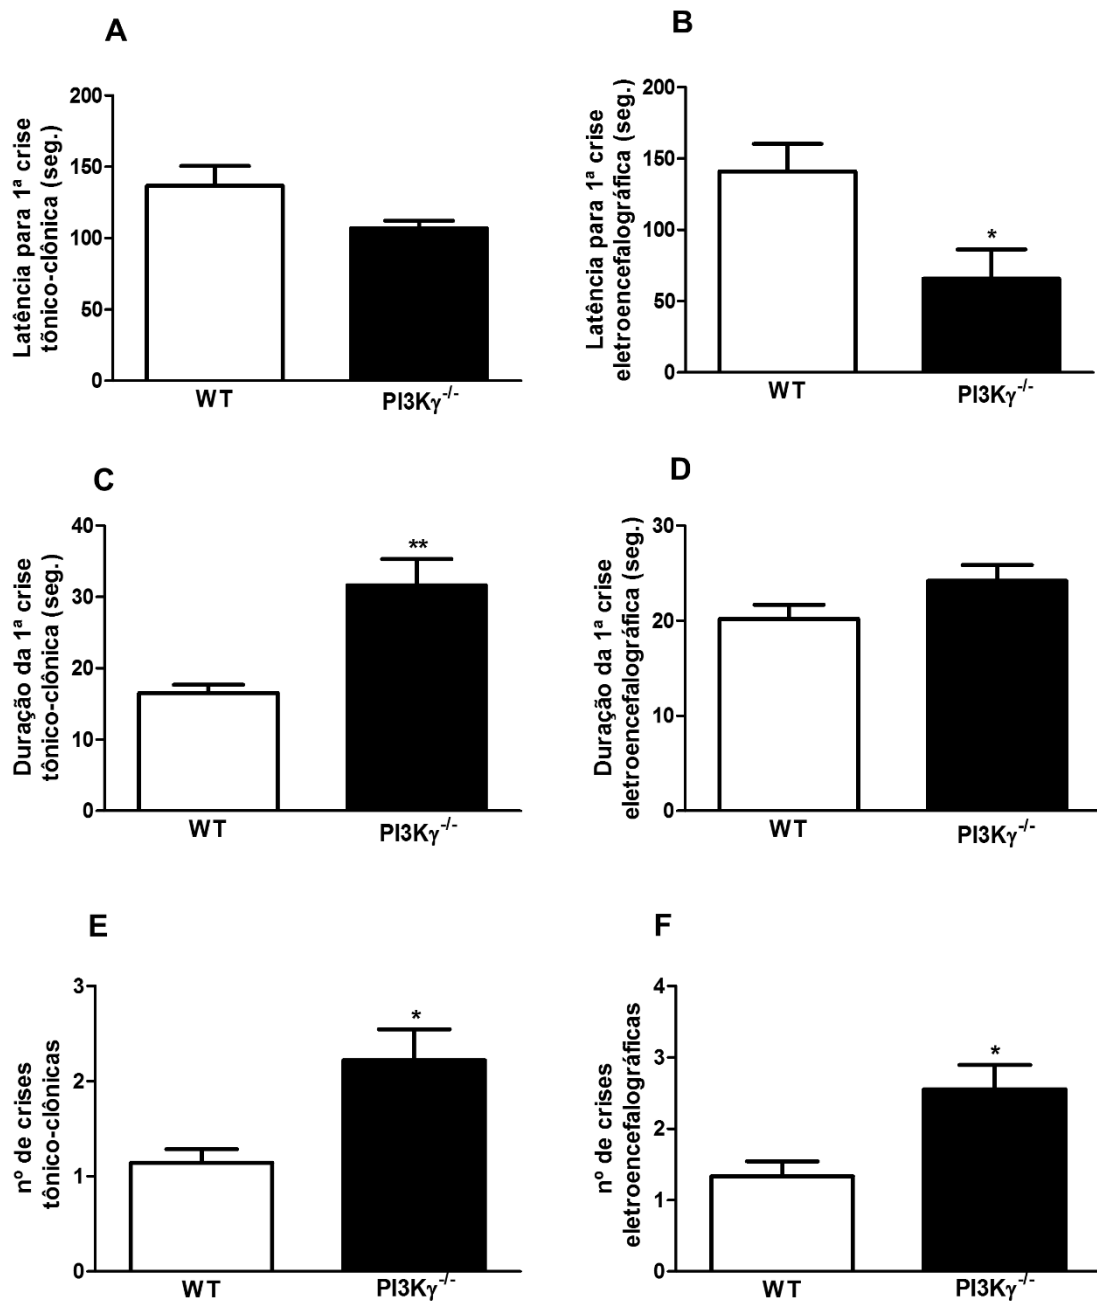 A
Latência para 1ª crise
tõnico-clônica (seg.)
200
150
100
50
0
WT
PI3Kγ-/-
B
Latência para 1ª crise
eletroencefalográfica (seg.)
200
150
100
50
0
*
WT
PI3Kγ-/-
C
Duração da 1ª crise
tônico-clônica (seg.)
40
30
20
10
0
**
WT
PI3Kγ-/-
D
Duração da 1ª crise
eletroencefalográfica (seg.)
30
20
10
0
WT
PI3Kγ-/-
E
nº de crises
tônico-clônicas
3
2
1
0
*
WT
PI3Kγ-/-
F
nº de crises
eletroencefalográficas
4
3
2
1
0
*
WT
PI3Kγ-/-